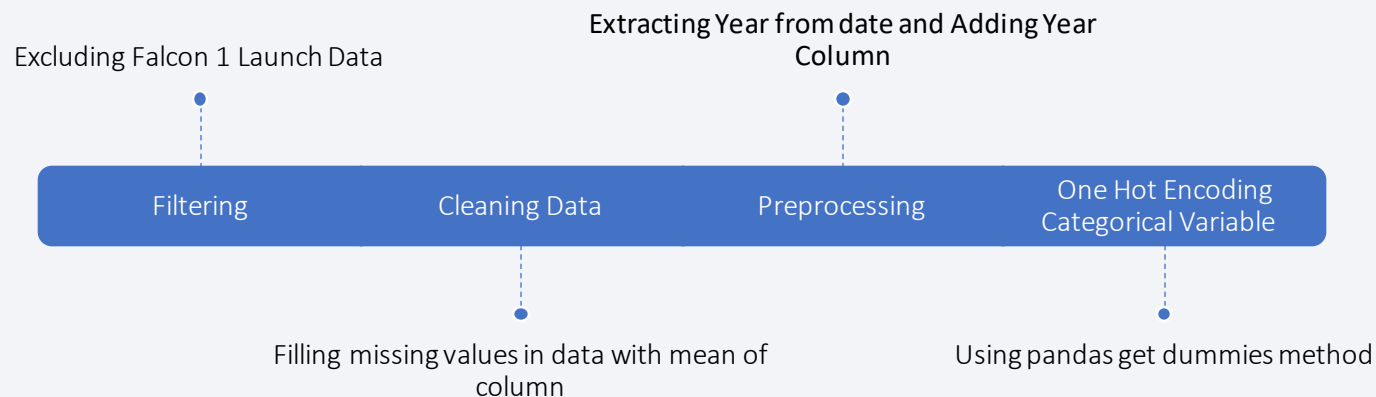 Extracting Year from date and Adding Year
Column
Excluding Falcon 1 Launch Data
Filtering
Cleaning Data
Preprocessing
One Hot Encoding
Categorical Variable
Filling missing values in data with mean of
column
Using pandas get dummies method